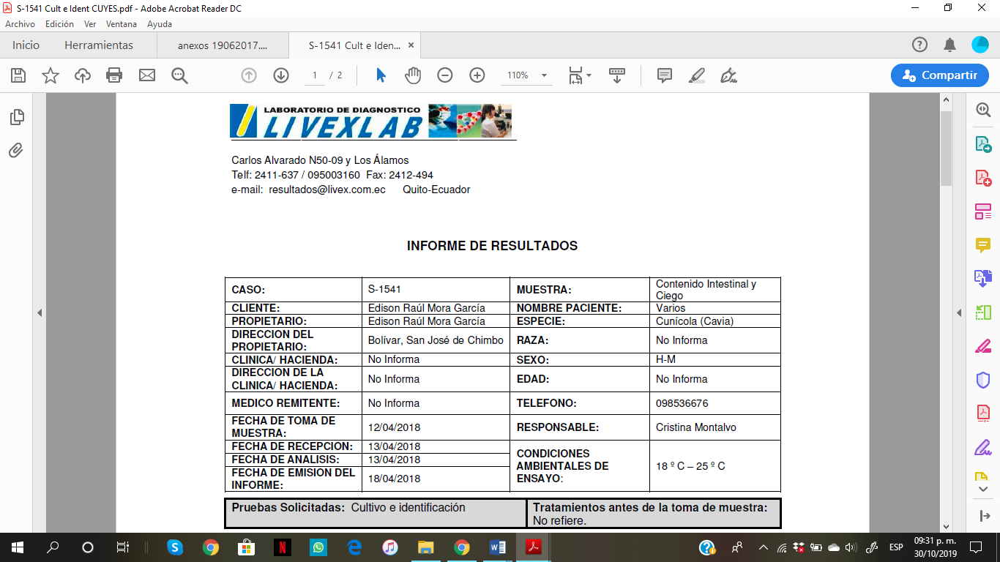 S-1541 Cult e Ident CUYES.pdf - Adobe Acrobat Reader DC
Archivo Edición Ver Ventana Ayuda
Inicio Herramientas anexos 19062017.... S-1541 Cult e Iden... ×
1 / 2 110% Compartir
LABORATORIO DE DIAGNOSTICO
LIVEXLAB
Carlos Alvarado N50-09 y Los Álamos
Telf: 2411-637 / 095003160 Fax: 2412-494
e-mail: resultados@livex.com.ec Quito-Ecuador
INFORME DE RESULTADOS
CASO: S-1541 MUESTRA: Contenido Intestinal y
Ciego
CLIENTE: Edison Raúl Mora García NOMBRE PACIENTE: Varios
PROPIETARIO: Edison Raúl Mora García ESPECIE: Cunícola (Cavia)
DIRECCION DEL
PROPIETARIO: Bolívar, San José de Chimbo RAZA: No Informa
CLINICA/ HACIENDA: No Informa SEXO: H-M
DIRECCION DE LA
CLINICA/ HACIENDA: No Informa EDAD: No Informa
MEDICO REMITENTE: No Informa TELEFONO: 098536676
FECHA DE TOMA DE
MUESTRA: 12/04/2018 RESPONSABLE: Cristina Montalvo
FECHA DE RECEPCION: 13/04/2018
FECHA DE ANALISIS: 13/04/2018
FECHA DE EMISION DEL
INFORME: 18/04/2018
CONDICIONES
AMBIENTALES DE
ENSAYO: 18 º C – 25 º C
Pruebas Solicitadas: Cultivo e identificación
Tratamientos antes de la toma de muestra:
No refiere.
ESP 09:31 p. m.
30/10/2019